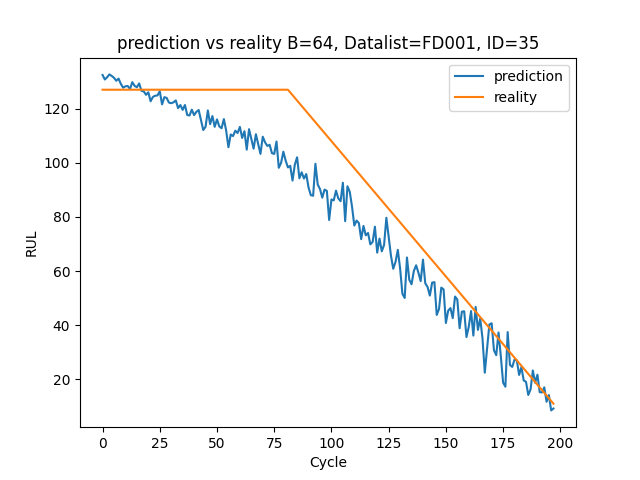 prediction vs reality B=64, Datalist=FD001, ID=35
prediction
reality
RUL
120
100
80
60
40
20
0 25 50 75 100 125 150 175 200
Cycle